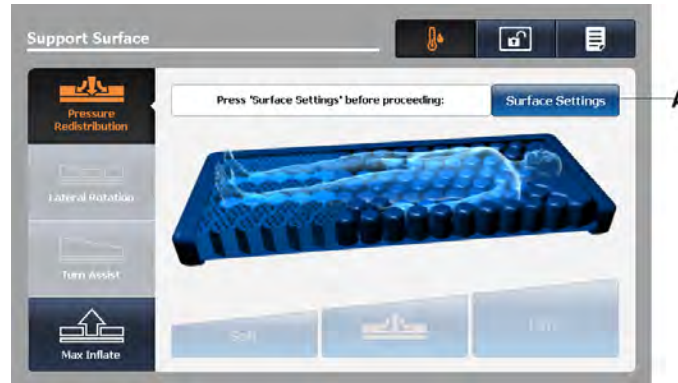 Support Surface
Pressure
Redistribution
Press 'Surface Settings' before proceeding:
Surface Settings
A
Lateral Rotation
Turn Assist
Soft
Firm
Max Inflate